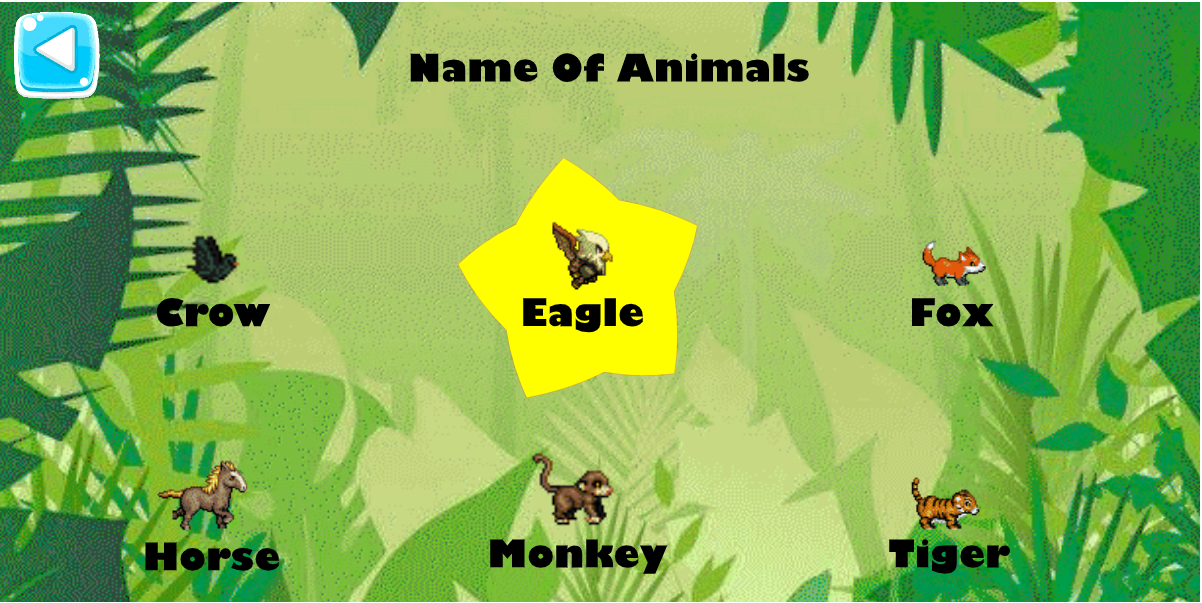 Name Of Animals
Crow
Eagle
Fox
Horse
Monkey
Tiger